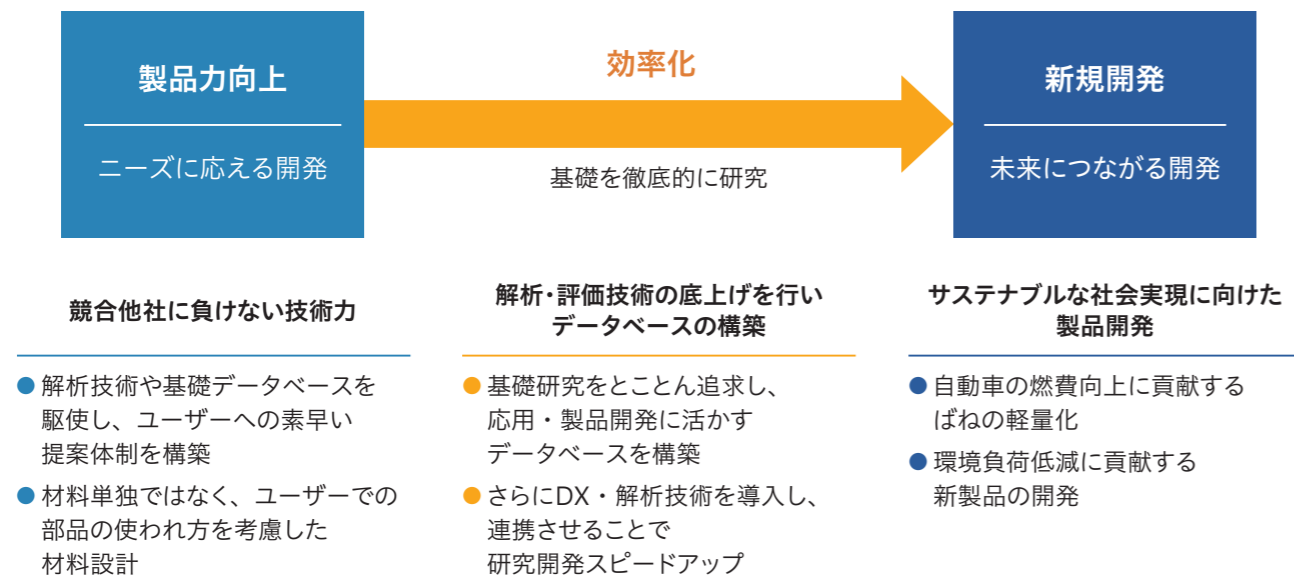 製品力向上
ニーズに応える開発
効率化
基礎を徹底的に研究
新規開発
未来につながる開発
競合他社に負けない技術力
● 解析技術や基礎データベースを
駆使し、ユーザーへの素早い
提案体制を構築
● 材料単独ではなく、ユーザーでの
部品の使われ方を考慮した
材料設計
解析・評価技術の底上げを行い
データベースの構築
● 基礎研究をとことん追求し、
応用・製品開発に活かす
データベースを構築
● さらにDX・解析技術を導入し、
連携させることで
研究開発スピードアップ
サステナブルな社会実現に向けた
製品開発
● 自動車の燃費向上に貢献する
ばねの軽量化
● 環境負荷低減に貢献する
新製品の開発